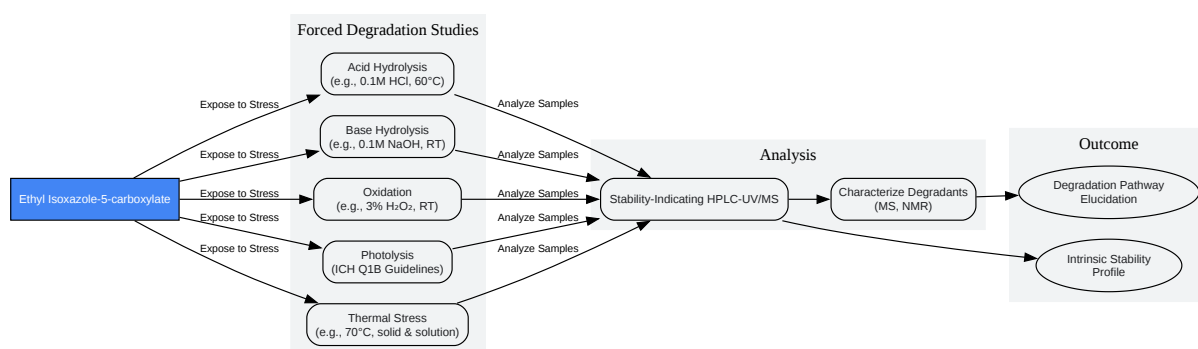 Forced Degradation Studies
Acid Hydrolysis
(e.g., 0.1M HCl, 60°C)
Expose to Stress
Analyze Samples
Base Hydrolysis
(e.g., 0.1M NaOH, RT)
Expose to Stress
Analyze Samples
Analysis
Outcome
Ethyl Isoxazole-5-carboxylate
Expose to Stress
Oxidation
(e.g., 3% H₂O₂, RT)
Analyze Samples
Stability-Indicating HPLC-UV/MS
Characterize Degradants
(MS, NMR)
Degradation Pathway
Elucidation
Expose to Stress
Analyze Samples
Photolysis
(ICH Q1B Guidelines)
Expose to Stress
Analyze Samples
Intrinsic Stability
Profile
Thermal Stress
(e.g., 70°C, solid & solution)